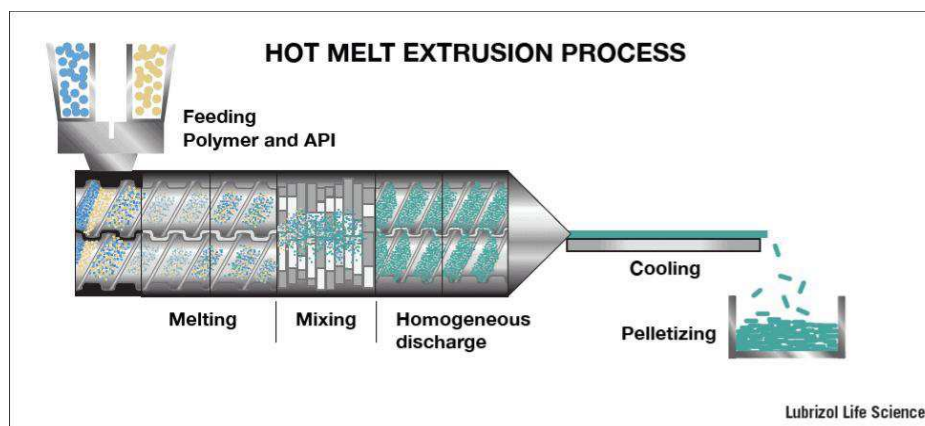 HOT MELT EXTRUSION PROCESS
Feeding
Polymer and API
Melting
Mixing
Homogeneous
discharge
Cooling
Pelletizing
Lubrizol Life Science